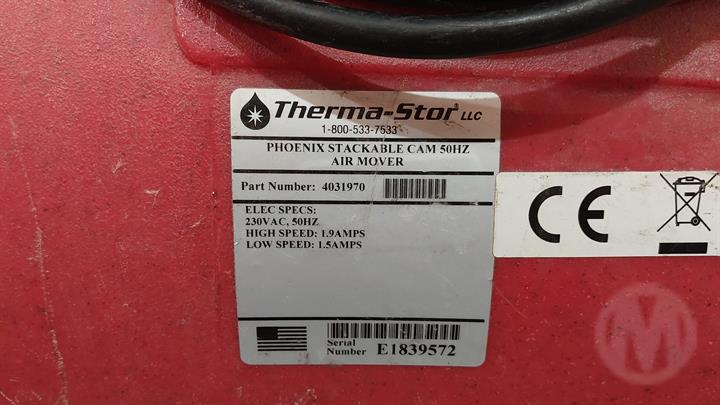 Therma-Stor LLC
1-800-533-7533
PHOENIX STACKABLE CAM 50HZ
AIR MOVER
Part Number: 4031970
ELEC SPECS:
230VAC, 50HZ
HIGH SPEED: 1.9AMPS
LOW SPEED: 1.5AMPS
Serial
Number E1839572
CE
M